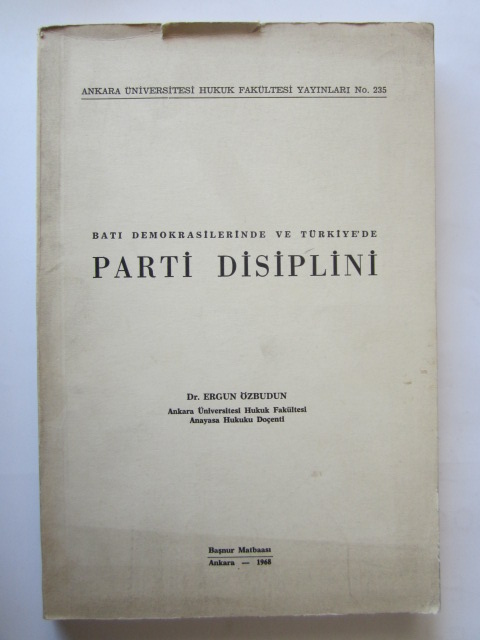 ANKARA ÜNİVERSİTESİ HUKUK FAKÜLTESİ YAYINLARI No. 235
BATI DEMOKRASİLERİNDE VE TÜRKİYE'DE
PARTİ DİSİPLİNİ
Dr. ERGUN ÖZBUDUN
Ankara Üniversitesi Hukuk Fakültesi
Anayasa Hukuku Doçenti
Başnur Matbaası
Ankara — 1968